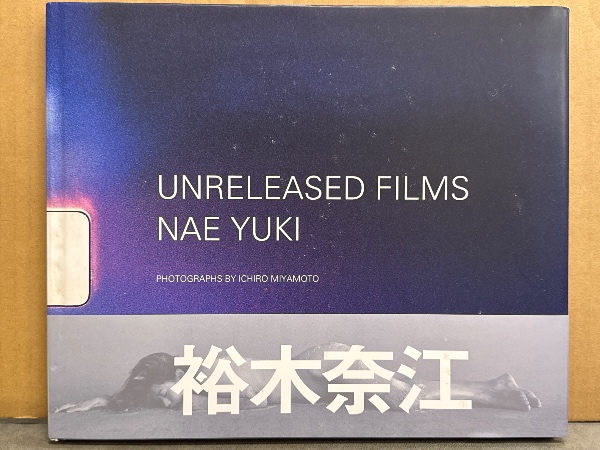 UNRELEASED FILMS
NAE YUKI
PHOTOGRAPHS BY ICHIRO MIYAMOTO
裕木奈江